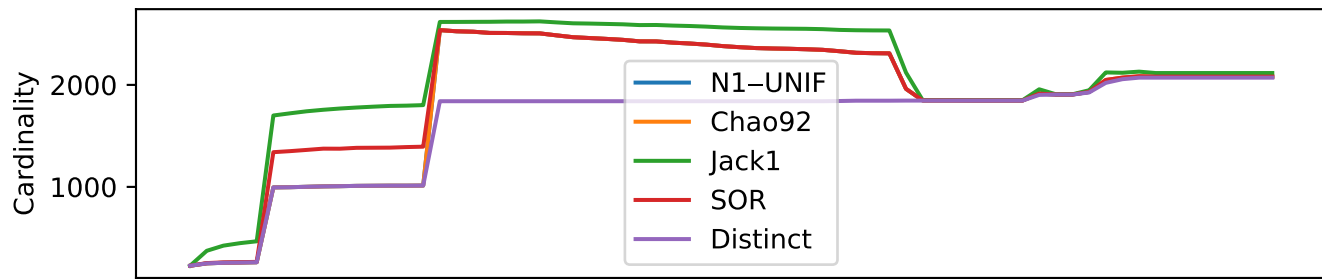 Cardinality
2000
1000
N1−UNIF
Chao92
Jack1
SOR
Distinct